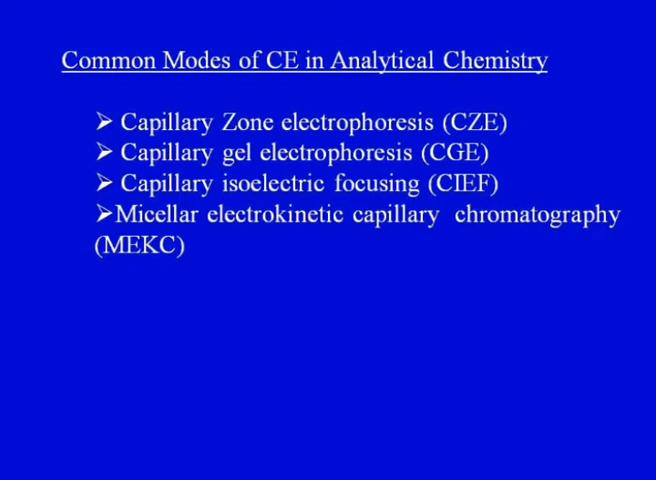 Common Modes of CE in Analytical Chemistry
➢ Capillary Zone electrophoresis (CZE)
➢ Capillary gel electrophoresis (CGE)
➢ Capillary isoelectric focusing (CIEF)
➢Micellar electrokinetic capillary chromatography
(MEKC)